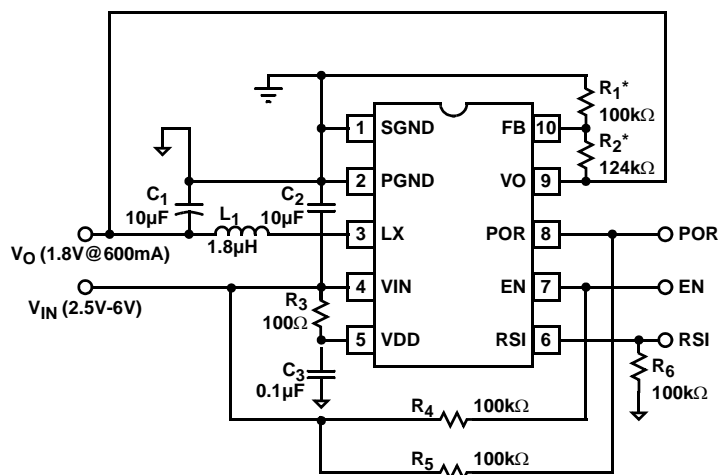 R1*
100kΩ
1 SGND FB 10
R2*
124kΩ
2 PGND VO 9
C1
10µF
C2
10µF
L1
1.8µH
3 LX POR 8 POR
VO (1.8V@600mA)
4 VIN EN 7 EN
VIN (2.5V-6V)
R3
100Ω
5 VDD RSI 6 RSI
C3
0.1µF
R6
100kΩ
R4 100kΩ
R5 100kΩ